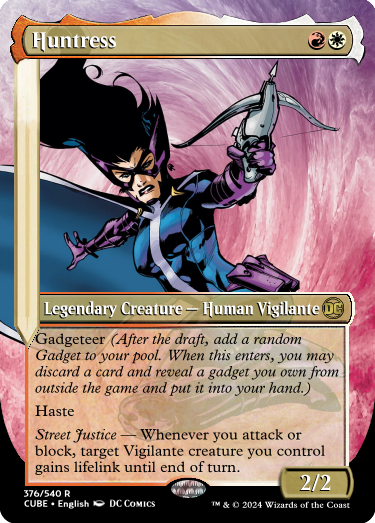 Huntress
Legendary Creature — Human Vigilante
DC
Gadgeteer (After the draft, add a random
Gadget to your pool. When this enters, you may
discard a card and reveal a gadget you own from
outside the game and put it into your hand.)
Haste
Street Justice — Whenever you attack or
block, target Vigilante creature you control
gains lifelink until end of turn.
2/2
376/540 R
CUBE • English DC COMICS
™ & © 2024 Wizards of the Coast